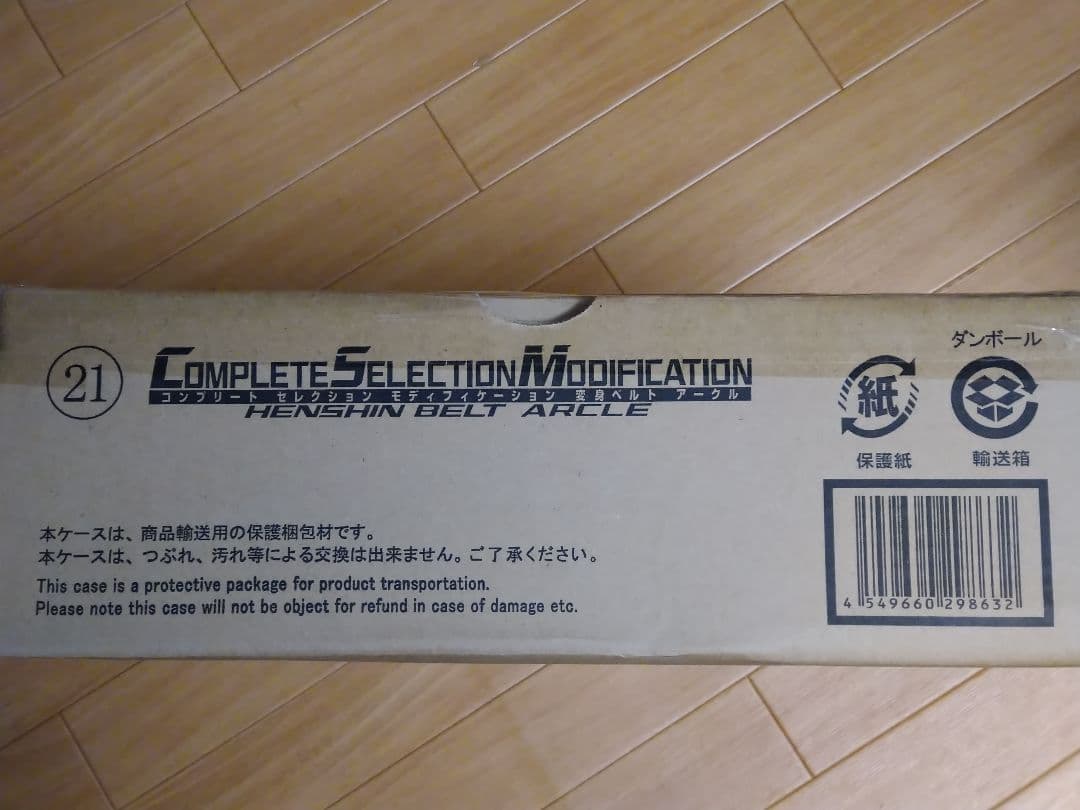 21
COMPLETE SELECTION MODIFICATION
コンプリート セレクション モディフィケーション 変身ベルト アークル
HENSHIN BELT ARCLE
ダンボール
紙
保護紙
輸送箱
本ケースは、商品輸送用の保護梱包材です。
本ケースは、つぶれ、汚れ等による交換は出来ません。ご了承ください。
This case is a protective package for product transportation.
Please note this case will not be object for refund in case of damage etc.
4 549660 298632